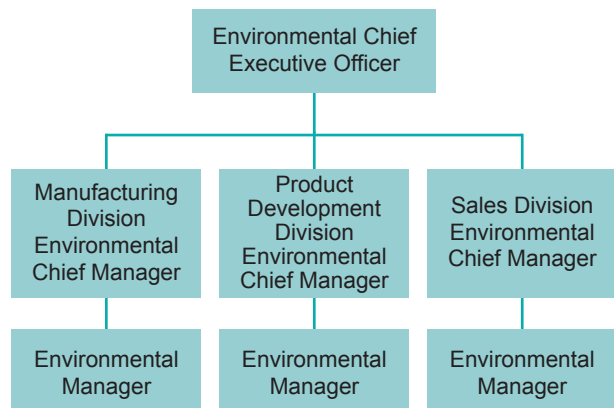 Environmental Chief
Executive Officer
Manufacturing
Division
Environmental
Chief Manager
Product
Development
Division
Environmental
Chief Manager
Sales Division
Environmental
Chief Manager
Environmental
Manager
Environmental
Manager
Environmental
Manager